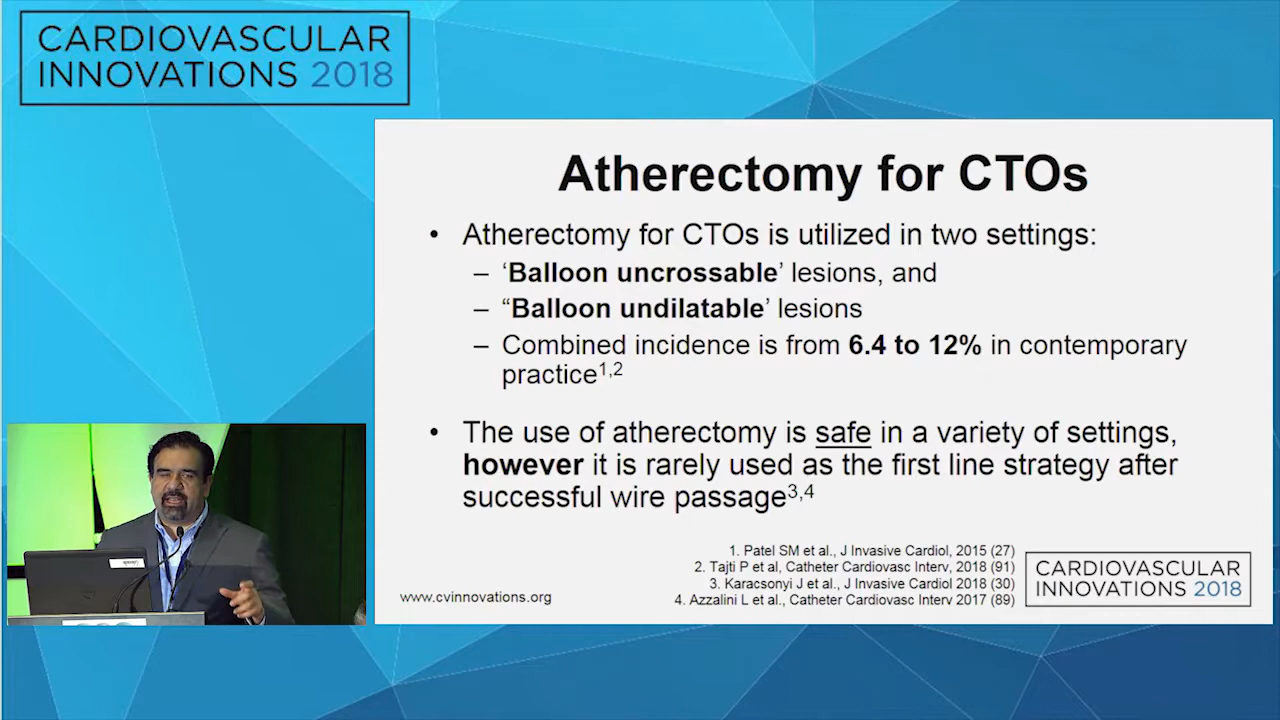 CARDIOVASCULAR
INNOVATIONS 2018
Atherectomy for CTOs
• Atherectomy for CTOs is utilized in two settings:
– ‘Balloon uncrossable’ lesions, and
– “Balloon undilatable’ lesions
– Combined incidence is from 6.4 to 12% in contemporary
practice1,2
• The use of atherectomy is safe in a variety of settings,
however it is rarely used as the first line strategy after
successful wire passage3,4
1. Patel SM et al., J Invasive Cardiol, 2015 (27)
2. Tajti P et al, Catheter Cardiovasc Interv, 2018 (91)
3. Karacsonyi J et al., J Invasive Cardiol 2018 (30)
4. Azzalini L et al., Catheter Cardiovasc Interv 2017 (89)
www.cvinnovations.org
CARDIOVASCULAR
INNOVATIONS 2018